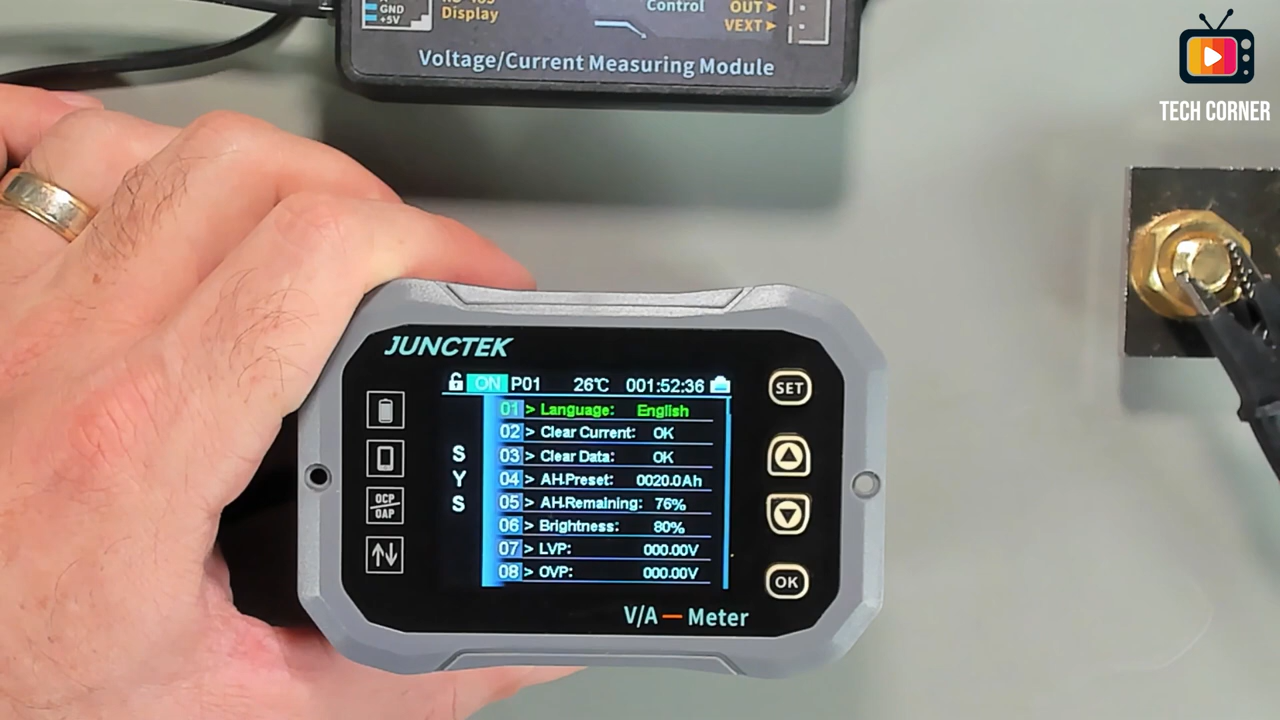 GND
+5V
Display
Control
OUT
VEXT
Voltage/Current Measuring Module
TECH CORNER
JUNCTEK
ON P01 26℃ 001:52:36
SYS
01 > Language: English
02 > Clear Current: OK
03 > Clear Data: OK
04 > AH.Preset: 0020.0Ah
05 > AH.Remaining: 76%
06 > Brightness: 80%
07 > LVP: 000.00V
08 > OVP: 000.00V
OCP/OAP
SET
OK
V/A — Meter